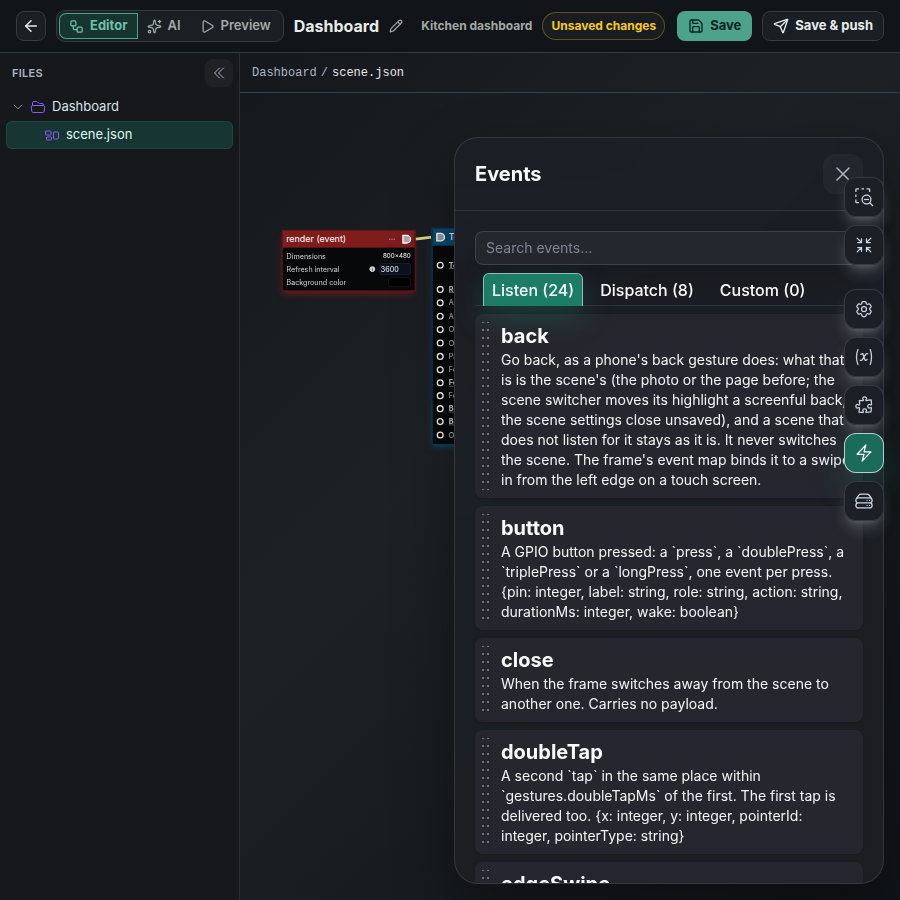 Editor
AI
Preview
Dashboard
Kitchen dashboard
Unsaved changes
Save
Save & push
FILES
Dashboard
scene.json
Dashboard / scene.json
render (event)
Dimensions 800×480
Refresh interval 3600
Background color
Events
Search events...
Listen (24)
Dispatch (8)
Custom (0)
back
Go back, as a phone's back gesture does: what that
is is the scene's (the photo or the page before; the
scene switcher moves its highlight a screenful back,
the scene settings close unsaved), and a scene that
does not listen for it stays as it is. It never switches
the scene. The frame's event map binds it to a swipe
in from the left edge on a touch screen.
button
A GPIO button pressed: a `press`, a `doublePress`, a
`triplePress` or a `longPress`, one event per press.
{pin: integer, label: string, role: string, action: string,
durationMs: integer, wake: boolean}
close
When the frame switches away from the scene to
another one. Carries no payload.
doubleTap
A second `tap` in the same place within
`gestures.doubleTapMs` of the first. The first tap is
delivered too. {x: integer, y: integer, pointerId:
integer, pointerType: string}
edgeSwipe